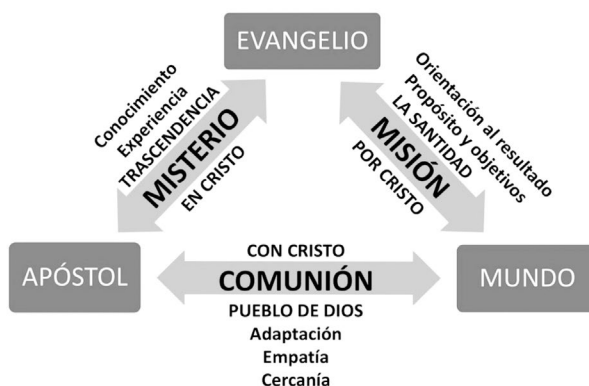 EVANGELIO
Conocimiento
Experiencia
TRASCENDENCIA
MISTERIO
EN CRISTO
Orientación al resultado
Propósito y objetivos
LA SANTIDAD
MISIÓN
POR CRISTO
APÓSTOL
CON CRISTO
COMUNIÓN
PUEBLO DE DIOS
Adaptación
Empatía
Cercanía
MUNDO